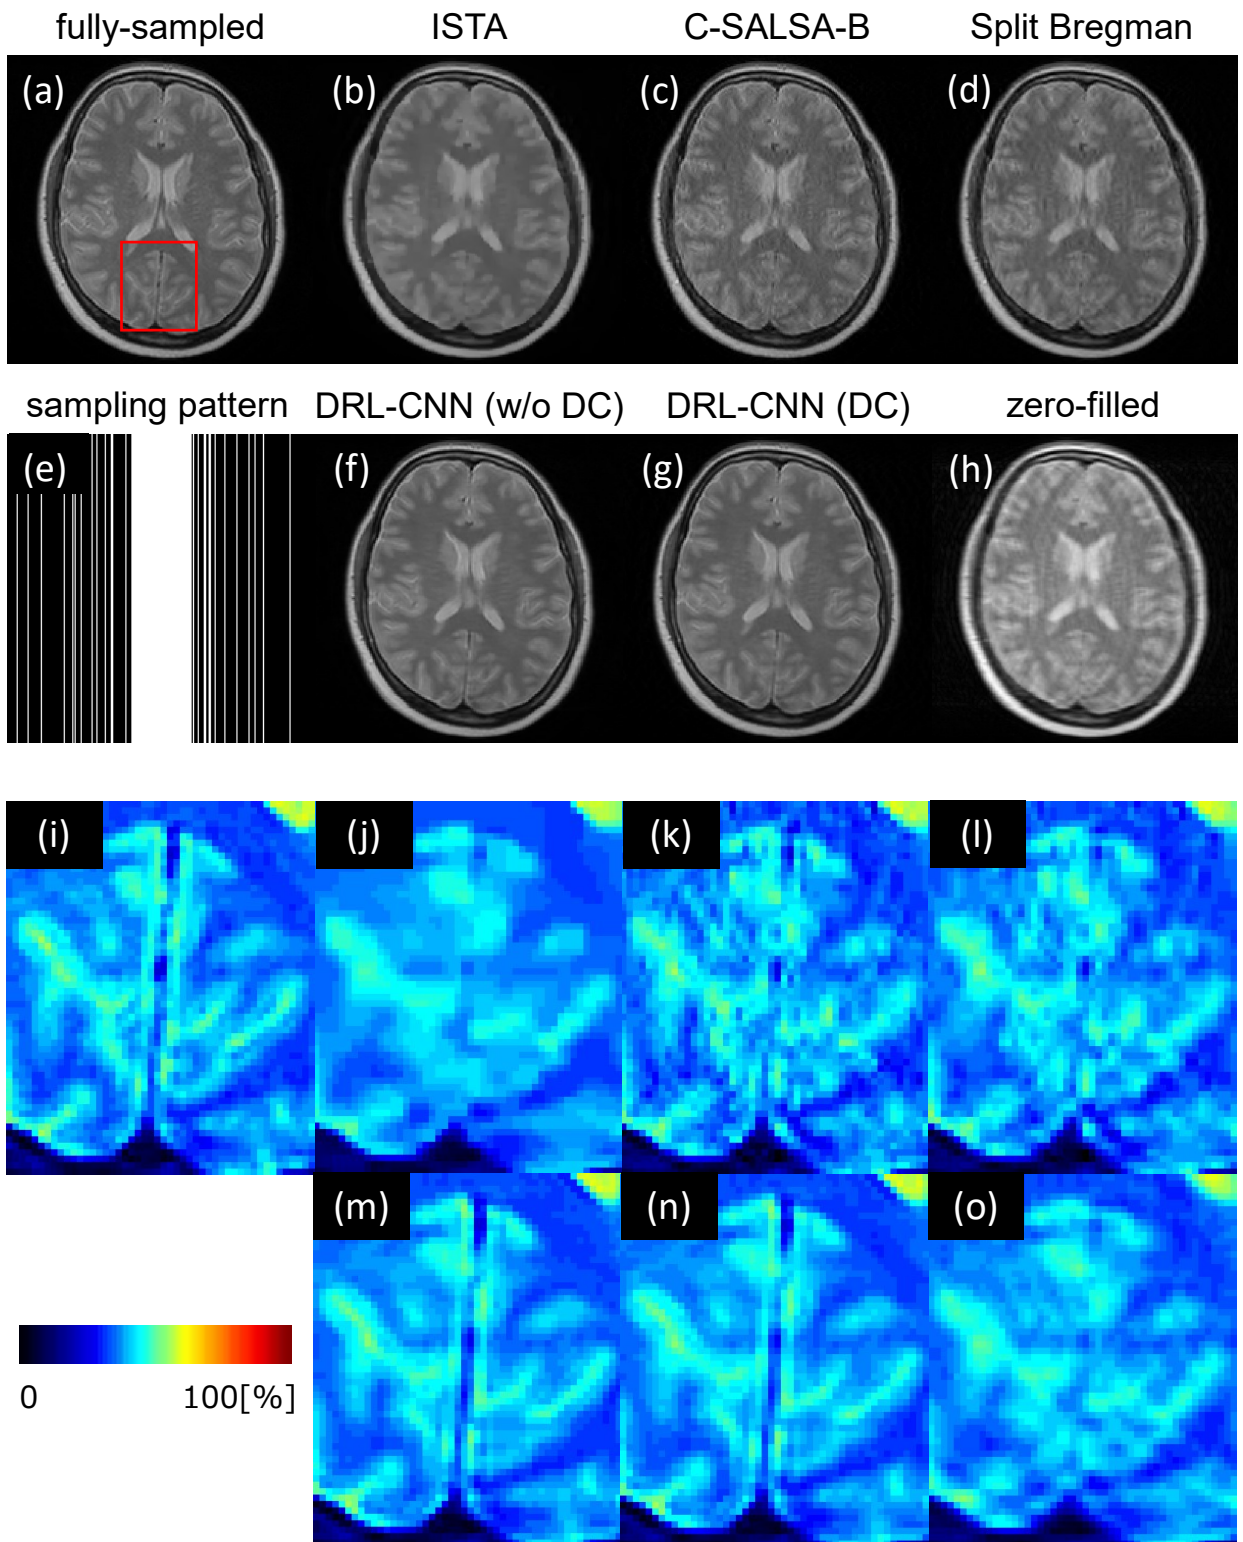 fully-sampled ISTA C-SALSA-B Split Bregman
(a) (b) (c) (d)
sampling pattern DRL-CNN (w/o DC) DRL-CNN (DC) zero-filled
(e) (f) (g) (h)
(i) (j) (k) (l)
(m) (n) (o)
0 100[%]